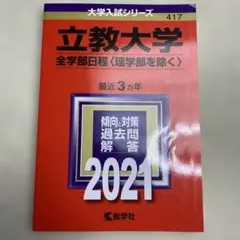 大学入試シリーズ
417
立教大学
全学部日程〈理学部を除く〉
最近3ヵ年
傾向&対策
過去問
解答
2021
教学社